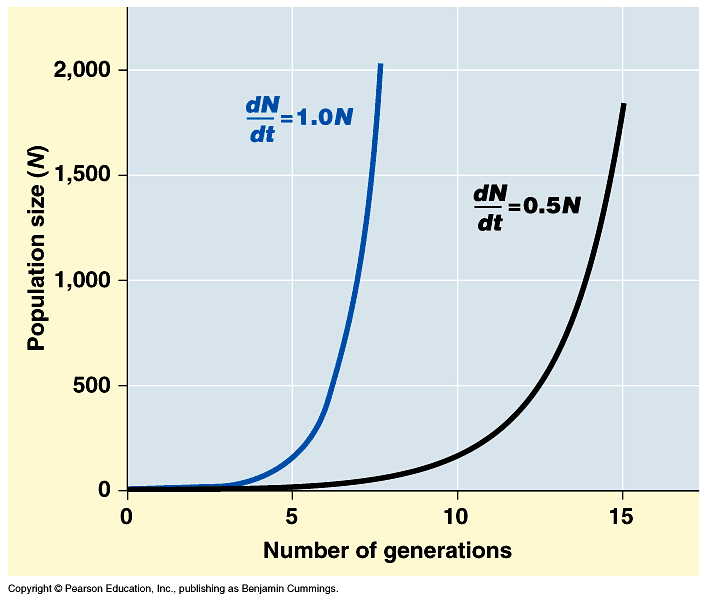 2,000
dN
dt
=1.0N
1,500
dN
dt
=0.5N
Population size (N)
1,000
500
0
0 5 10 15
Number of generations
Copyright © Pearson Education, Inc., publishing as Benjamin Cummings.